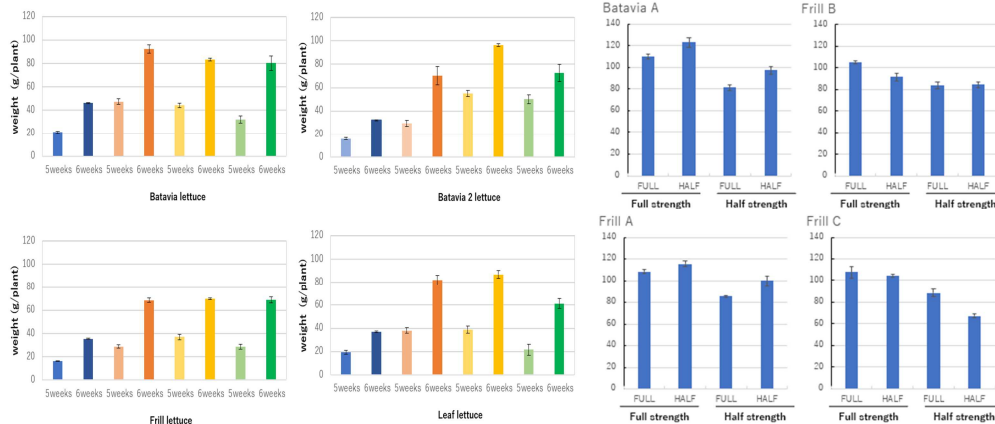 weight (g/plant)
120
100
80
60
40
20
0
5weeks 6weeks 5weeks 6weeks 5weeks 6weeks 5weeks 6weeks
Batavia lettuce
weight (g/plant)
120
100
80
60
40
20
0
5weeks 6weeks 5weeks 6weeks 5weeks 6weeks 5weeks 6weeks
Batavia 2 lettuce
Batavia A
140
120
100
80
60
40
20
0
FULL HALF FULL HALF
Full strength Half strength
Frill B
140
120
100
80
60
40
20
0
FULL HALF FULL HALF
Full strength Half strength
weight (g/plant)
120
100
80
60
40
20
0
5weeks 6weeks 5weeks 6weeks 5weeks 6weeks 5weeks 6weeks
Frill lettuce
weight (g/plant)
120
100
80
60
40
20
0
5weeks 6weeks 5weeks 6weeks 5weeks 6weeks 5weeks 6weeks
Leaf lettuce
Frill A
140
120
100
80
60
40
20
0
FULL HALF FULL HALF
Full strength Half strength
Frill C
140
120
100
80
60
40
20
0
FULL HALF FULL HALF
Full strength Half strength